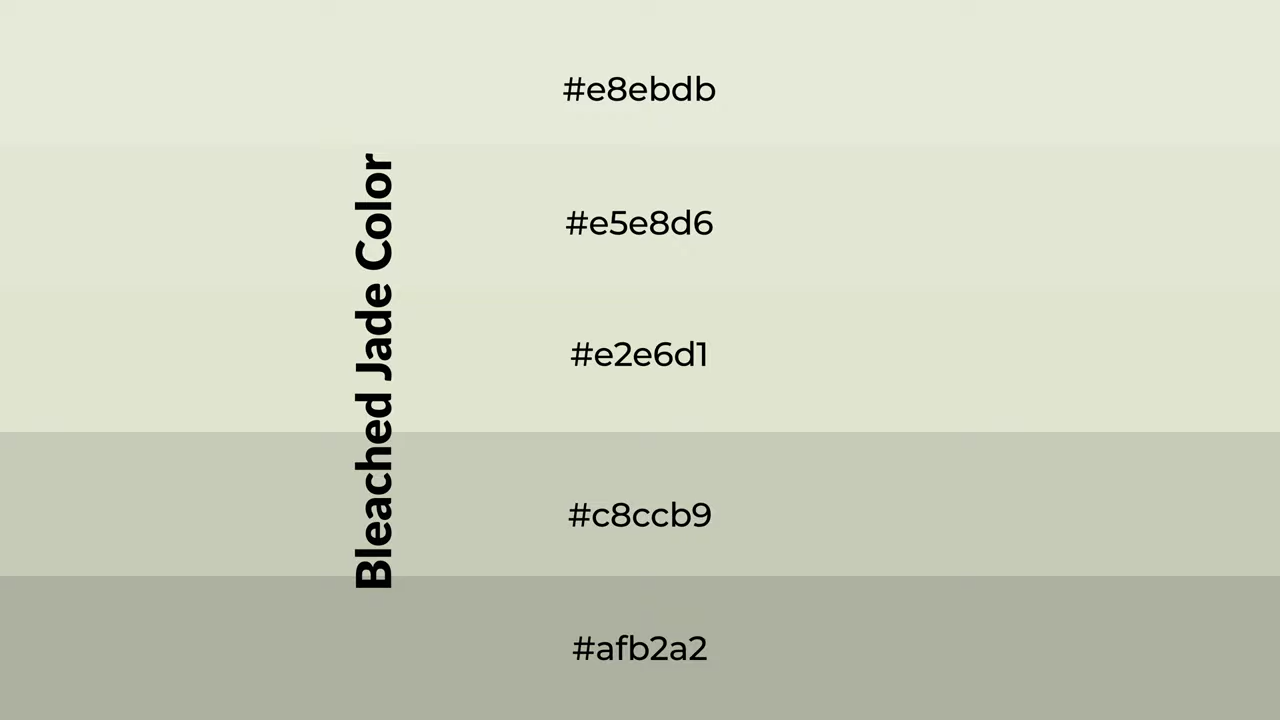 Bleached Jade Color
#e8ebdb
#e5e8d6
#e2e6d1
#c8ccb9
#afb2a2